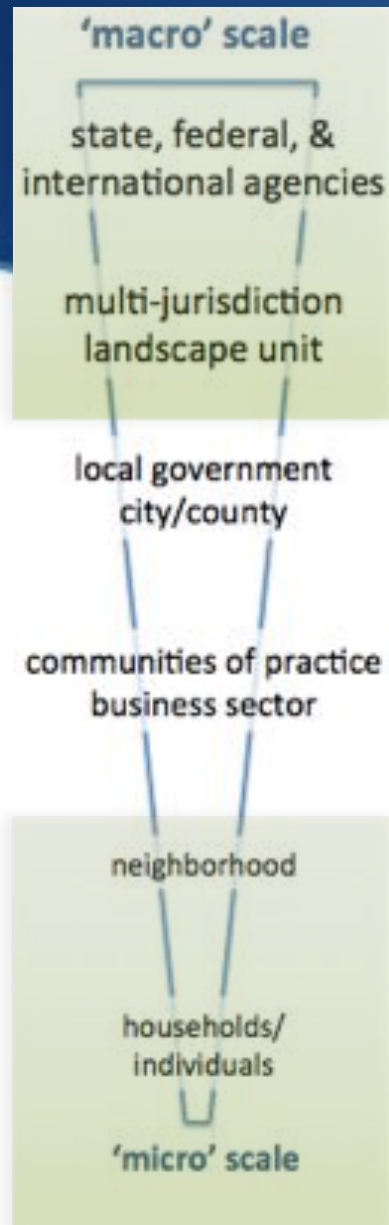 ‘macro’ scale
state, federal, &
international agencies
multi-jurisdiction
landscape unit
local government
city/county
communities of practice
business sector
neighborhood
households/
individuals
‘micro’ scale